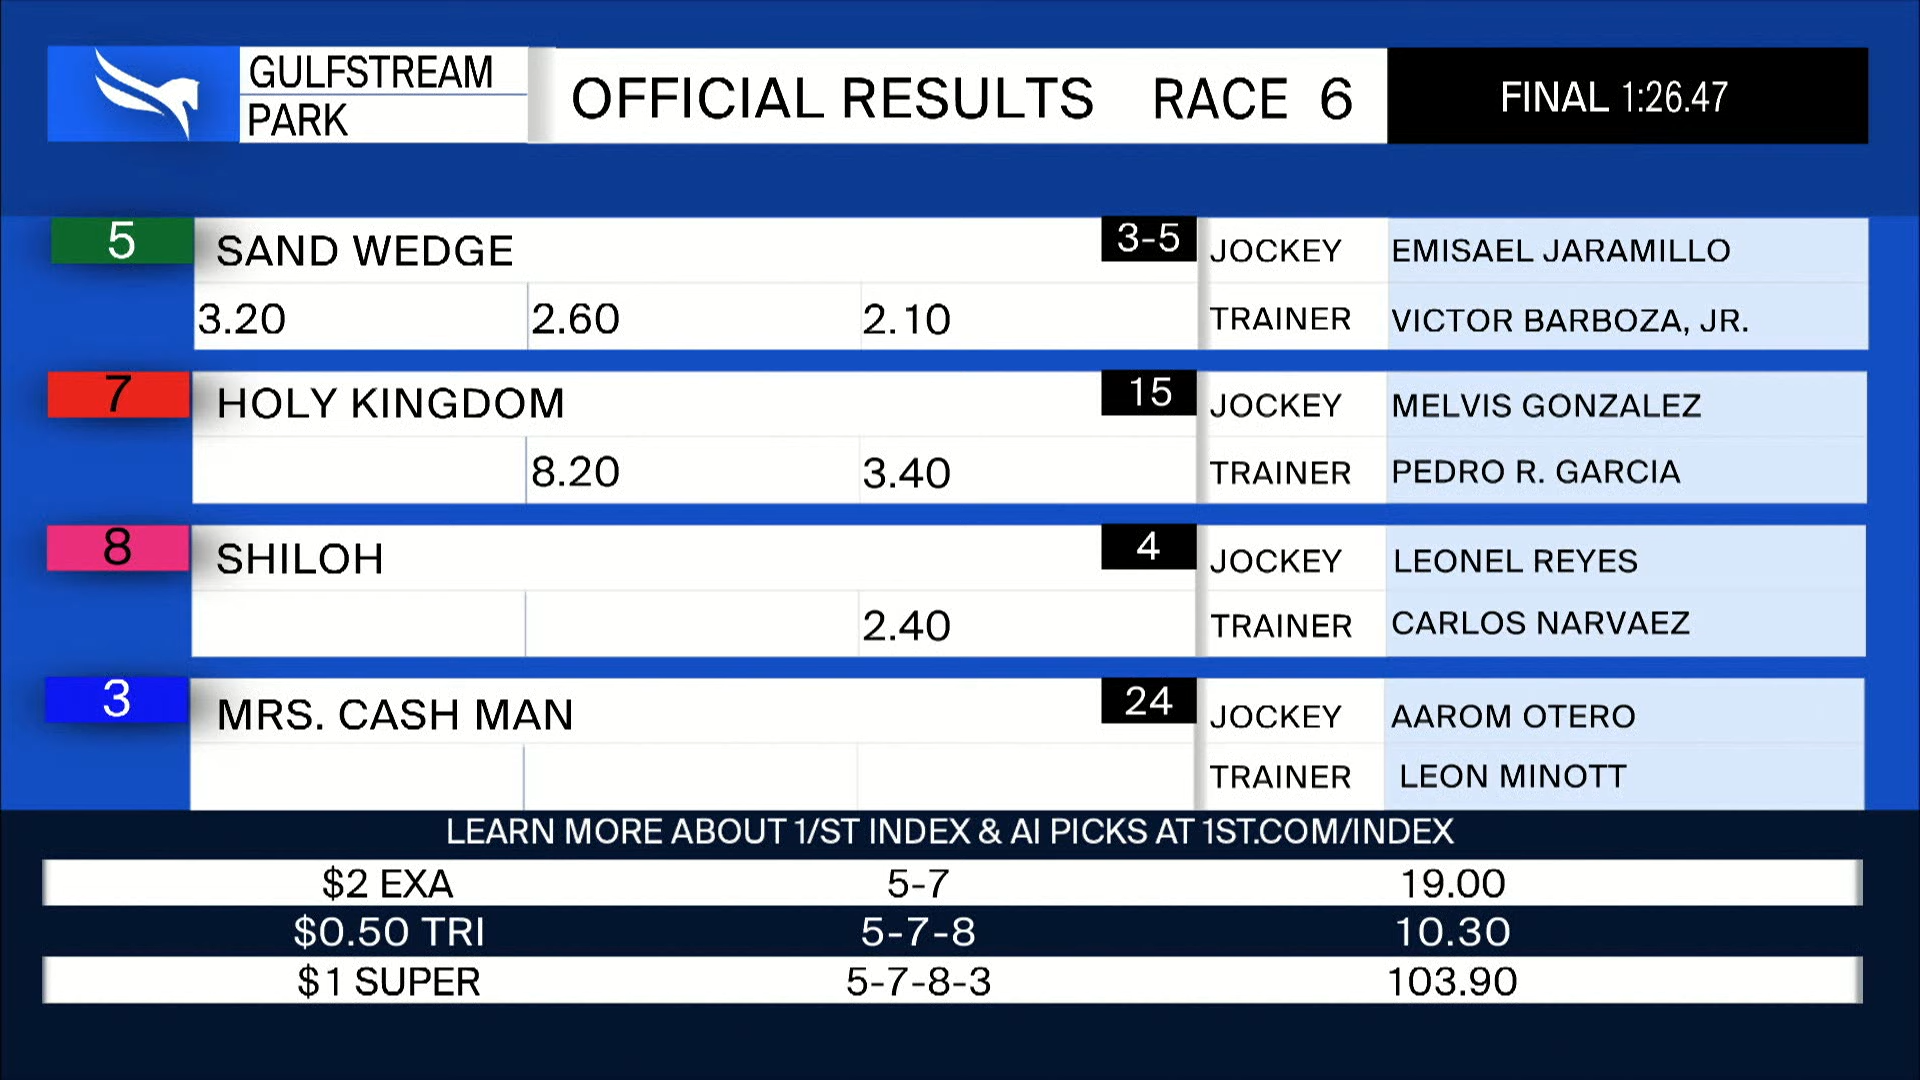 GULFSTREAM
PARK
OFFICIAL RESULTS RACE 6
FINAL 1:26.47
5 SAND WEDGE 3-5 JOCKEY EMISAEL JARAMILLO
3.20 2.60 2.10 TRAINER VICTOR BARBOZA, JR.
7 HOLY KINGDOM 15 JOCKEY MELVIS GONZALEZ
8.20 3.40 TRAINER PEDRO R. GARCIA
8 SHILOH 4 JOCKEY LEONEL REYES
2.40 TRAINER CARLOS NARVAEZ
3 MRS. CASH MAN 24 JOCKEY AAROM OTERO
TRAINER LEON MINOTT
LEARN MORE ABOUT 1/ST INDEX & AI PICKS AT 1ST.COM/INDEX
$2 EXA 5-7 19.00
$0.50 TRI 5-7-8 10.30
$1 SUPER 5-7-8-3 103.90